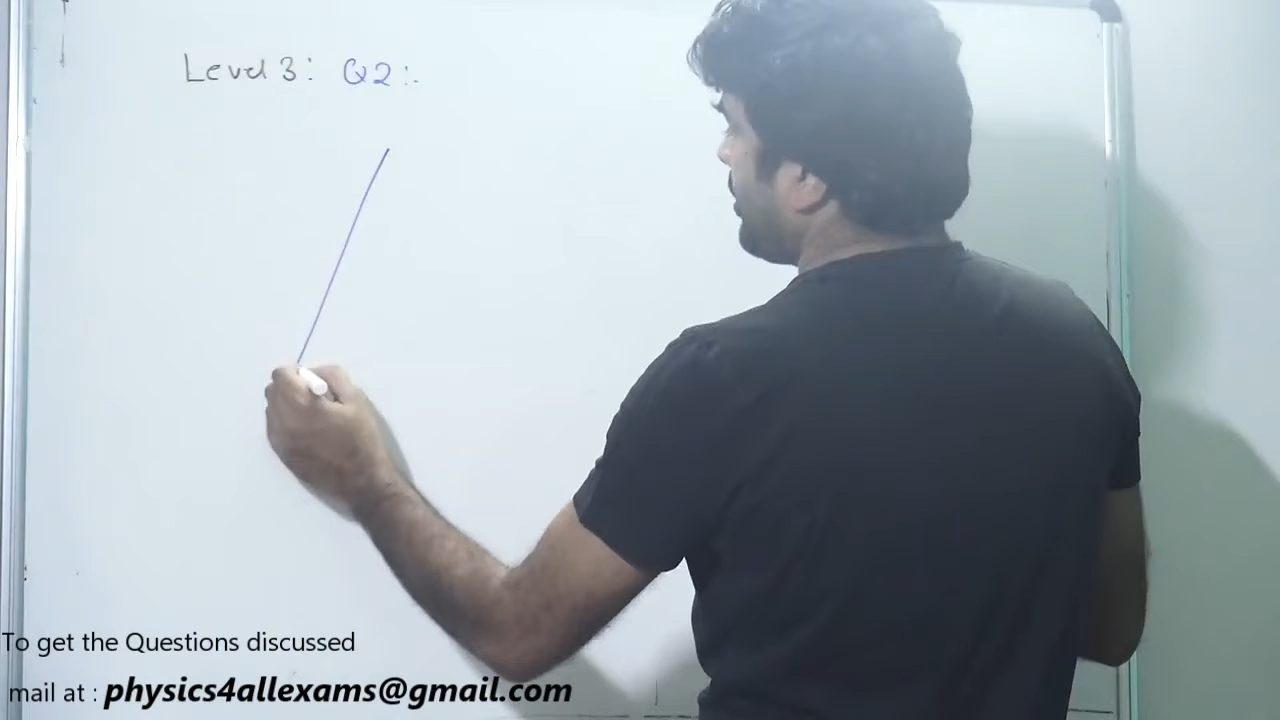 Level 3: Q2:-
To get the Questions discussed
mail at : physics4allexams@gmail.com